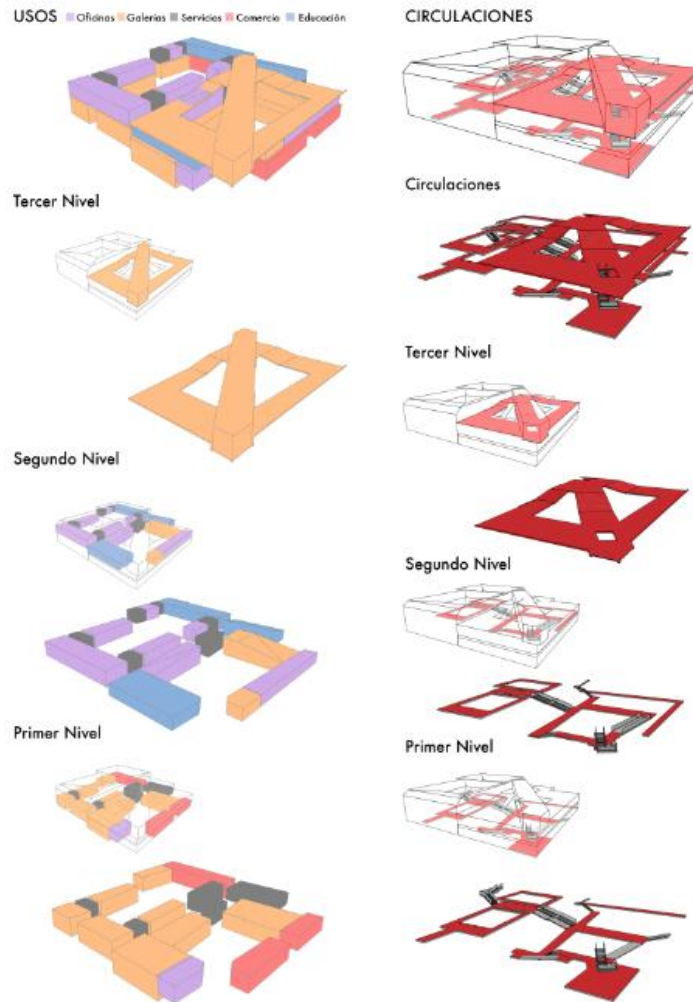 USOS Oficinas Galerías Servicios Comercio Educación
Tercer Nivel
Segundo Nivel
Primer Nivel
CIRCULACIONES
Circulaciones
Tercer Nivel
Segundo Nivel
Primer Nivel